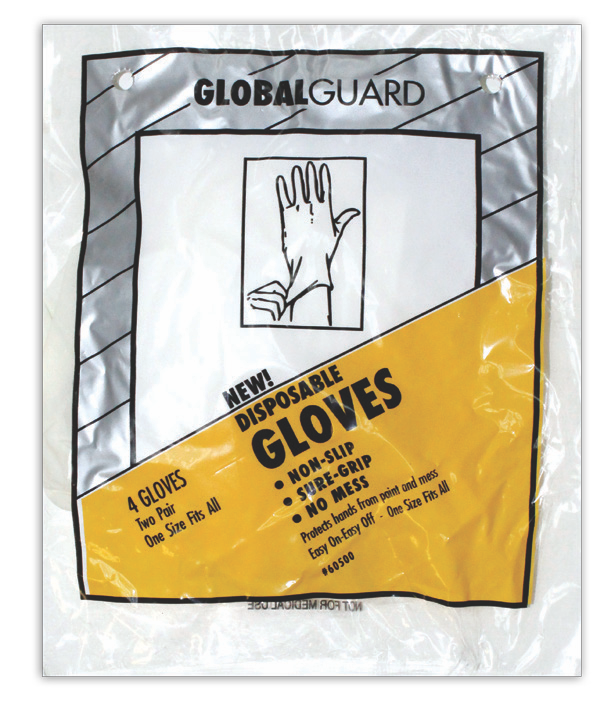 GLOBALGUARD
NEW!
DISPOSABLE
GLOVES
• NON-SLIP
• SURE-GRIP
• NO MESS
Protects hands from paint and mess
Easy On-Easy Off - One Size Fits All
#60500
4 GLOVES
Two Pair
One Size Fits All
NOT FOR MEDICAL USE